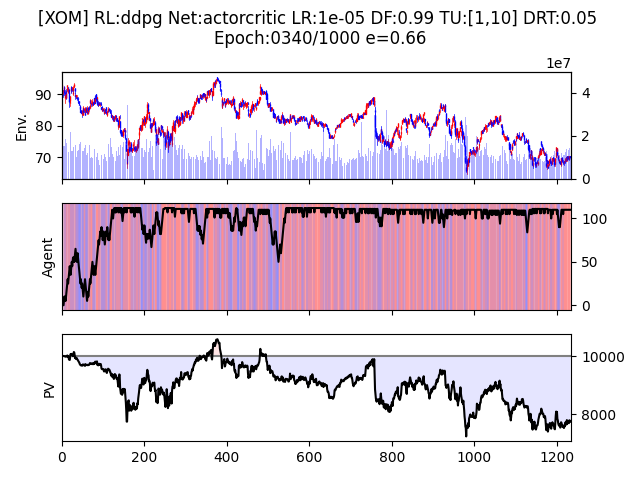 [XOM] RL:ddpg Net:actorcritic LR:1e-05 DF:0.99 TU:[1,10] DRT:0.05
Epoch:0340/1000 e=0.66
1e7
Env.
90
80
70
4
2
0
Agent
100
50
0
PV
10000
8000
0 200 400 600 800 1000 1200